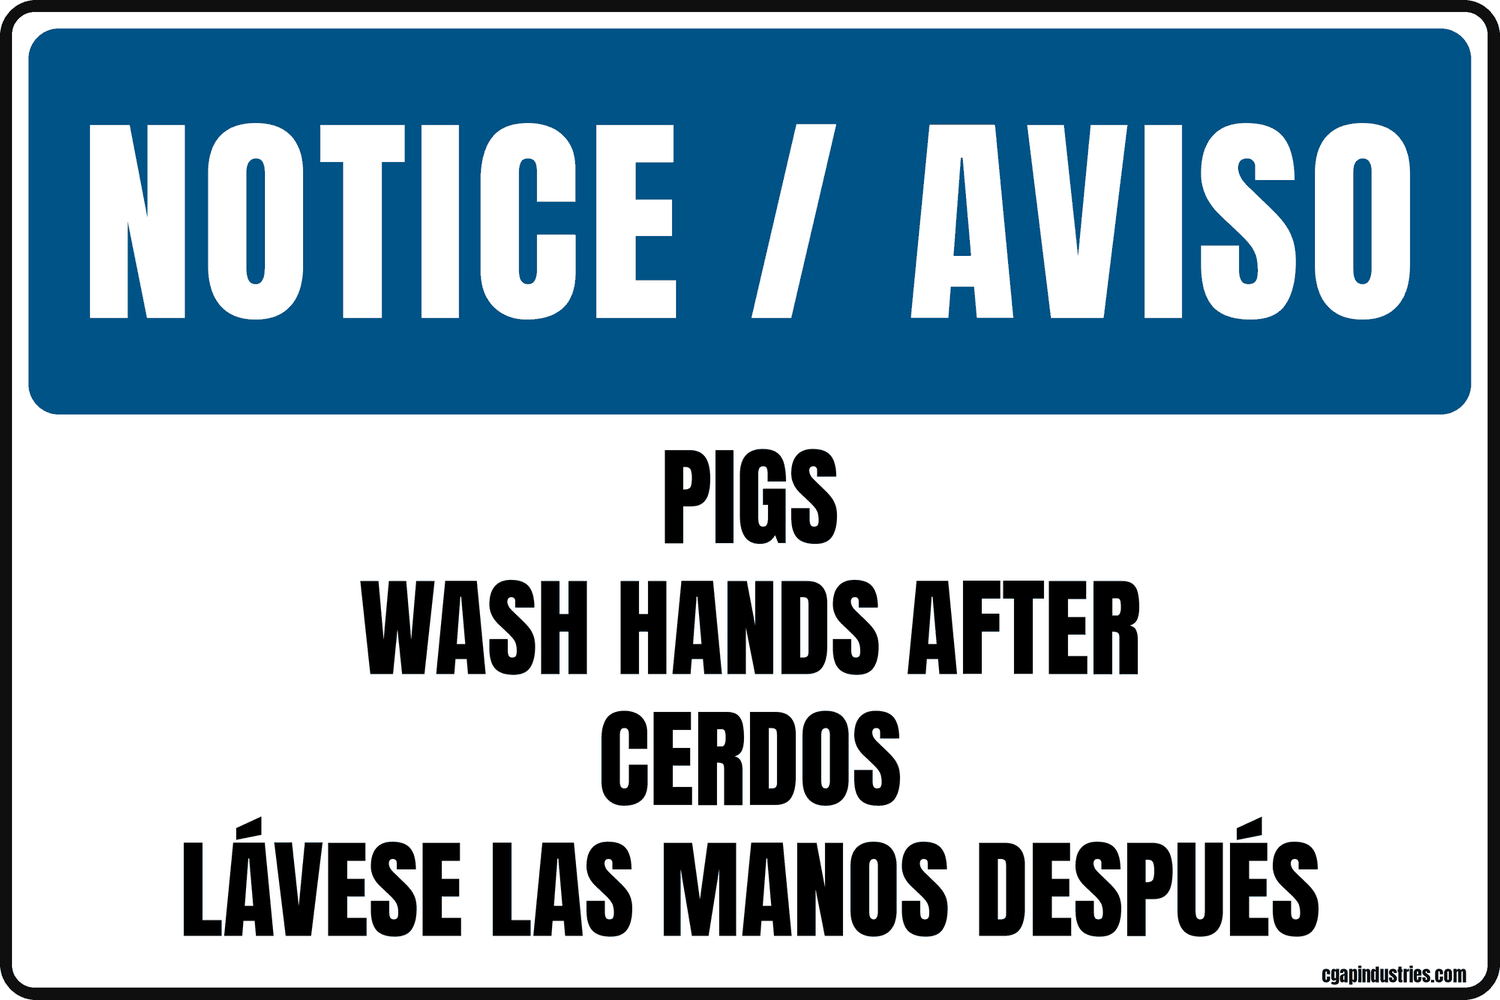 NOTICE / AVISO
PIGS
WASH HANDS AFTER
CERDOS
LÁVESE LAS MANOS DESPUÉS
cgapindustries.com